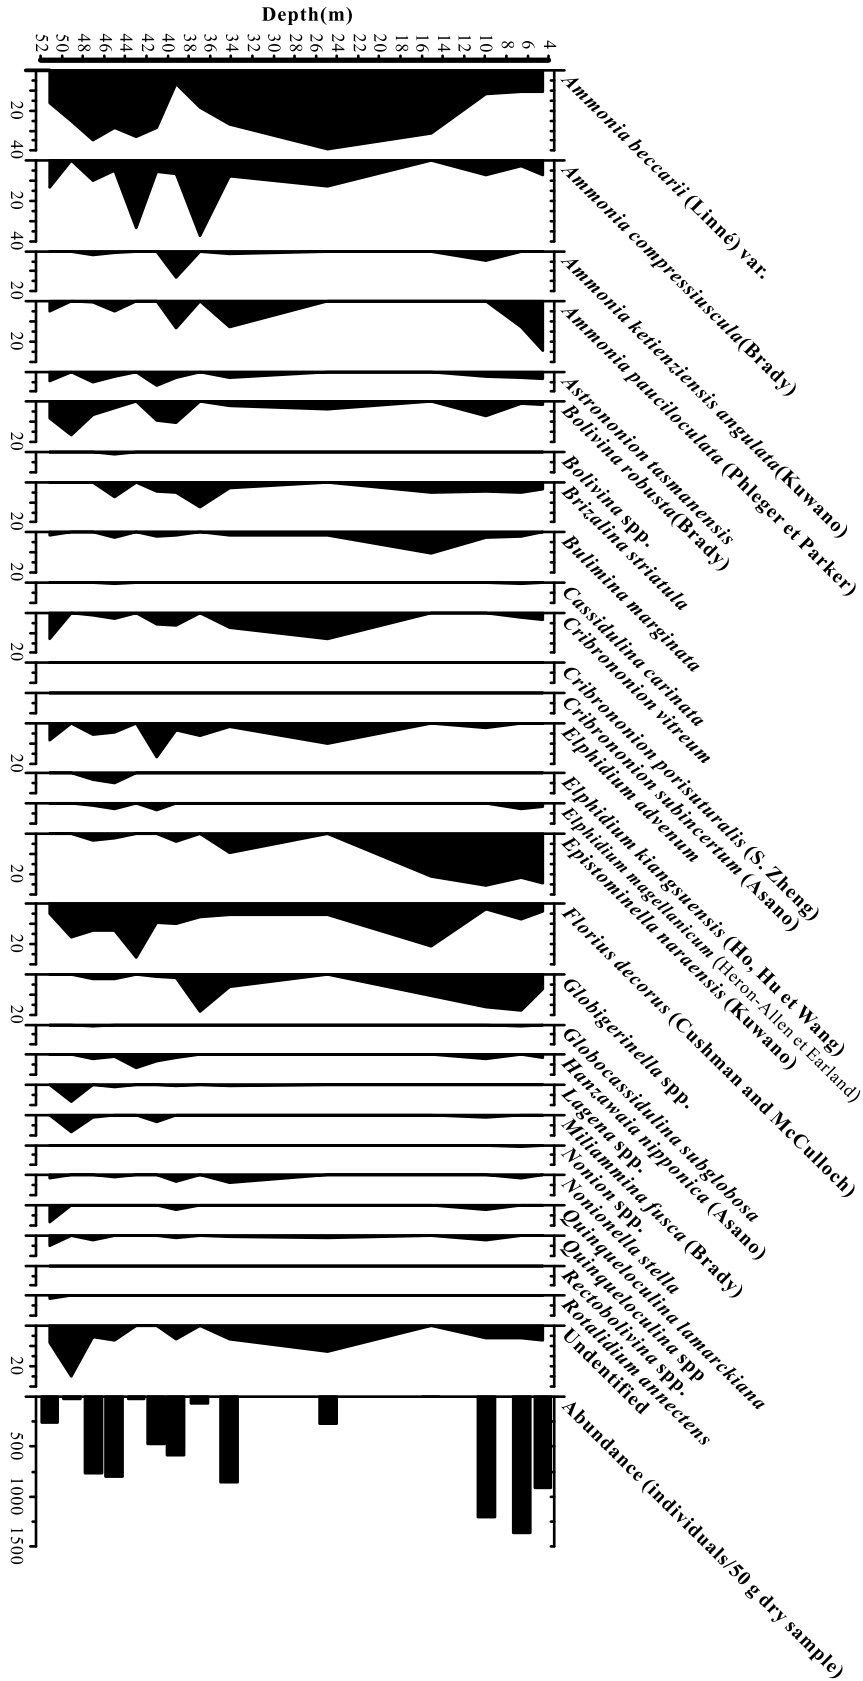 Depth(m)
52 50 48 46 44 42 40 38 36 34 32 30 28 26 24 22 20 18 16 14 12 10 8 6 4
20 40
Ammonia beccarii (Linné) var.
20 40
Ammonia compressiuscula(Brady)
20
Ammonia ketienziensis angulata(Kuwano)
20
Ammonia pauciloculata (Phleger et Parker)
Astrononion tasmanensis
20
Bolivina robusta(Brady)
Bolivina spp.
20
Brizalina striatula
20
Bulimina marginata
Cassidulina carinata
20
Cribrononion vitreum
Cribrononion porisuturalis (S. Zheng)
Cribrononion subincertum (Asano)
20
Elphidium advenum
Elphidium kiangsuensis (Ho, Hu et Wang)
Elphidium magellanicum (Heron-Allen et Earland)
20
Epistominella naraensis (Kuwano)
20
Florius decorus (Cushman and McCulloch)
20
Globigerinella spp.
Globocassidulina subglobosa
Hanzawaia nipponica (Asano)
Lagena spp.
Miliammina fusca (Brady)
Nonion spp.
Nonionella stella
Quinqueloculina lamarckiana
Quinqueloculina spp
Rectobolivina spp.
Rotalidium annectens
20
Undentified
500 1000 1500
Abundance (individuals/50 g dry sample)